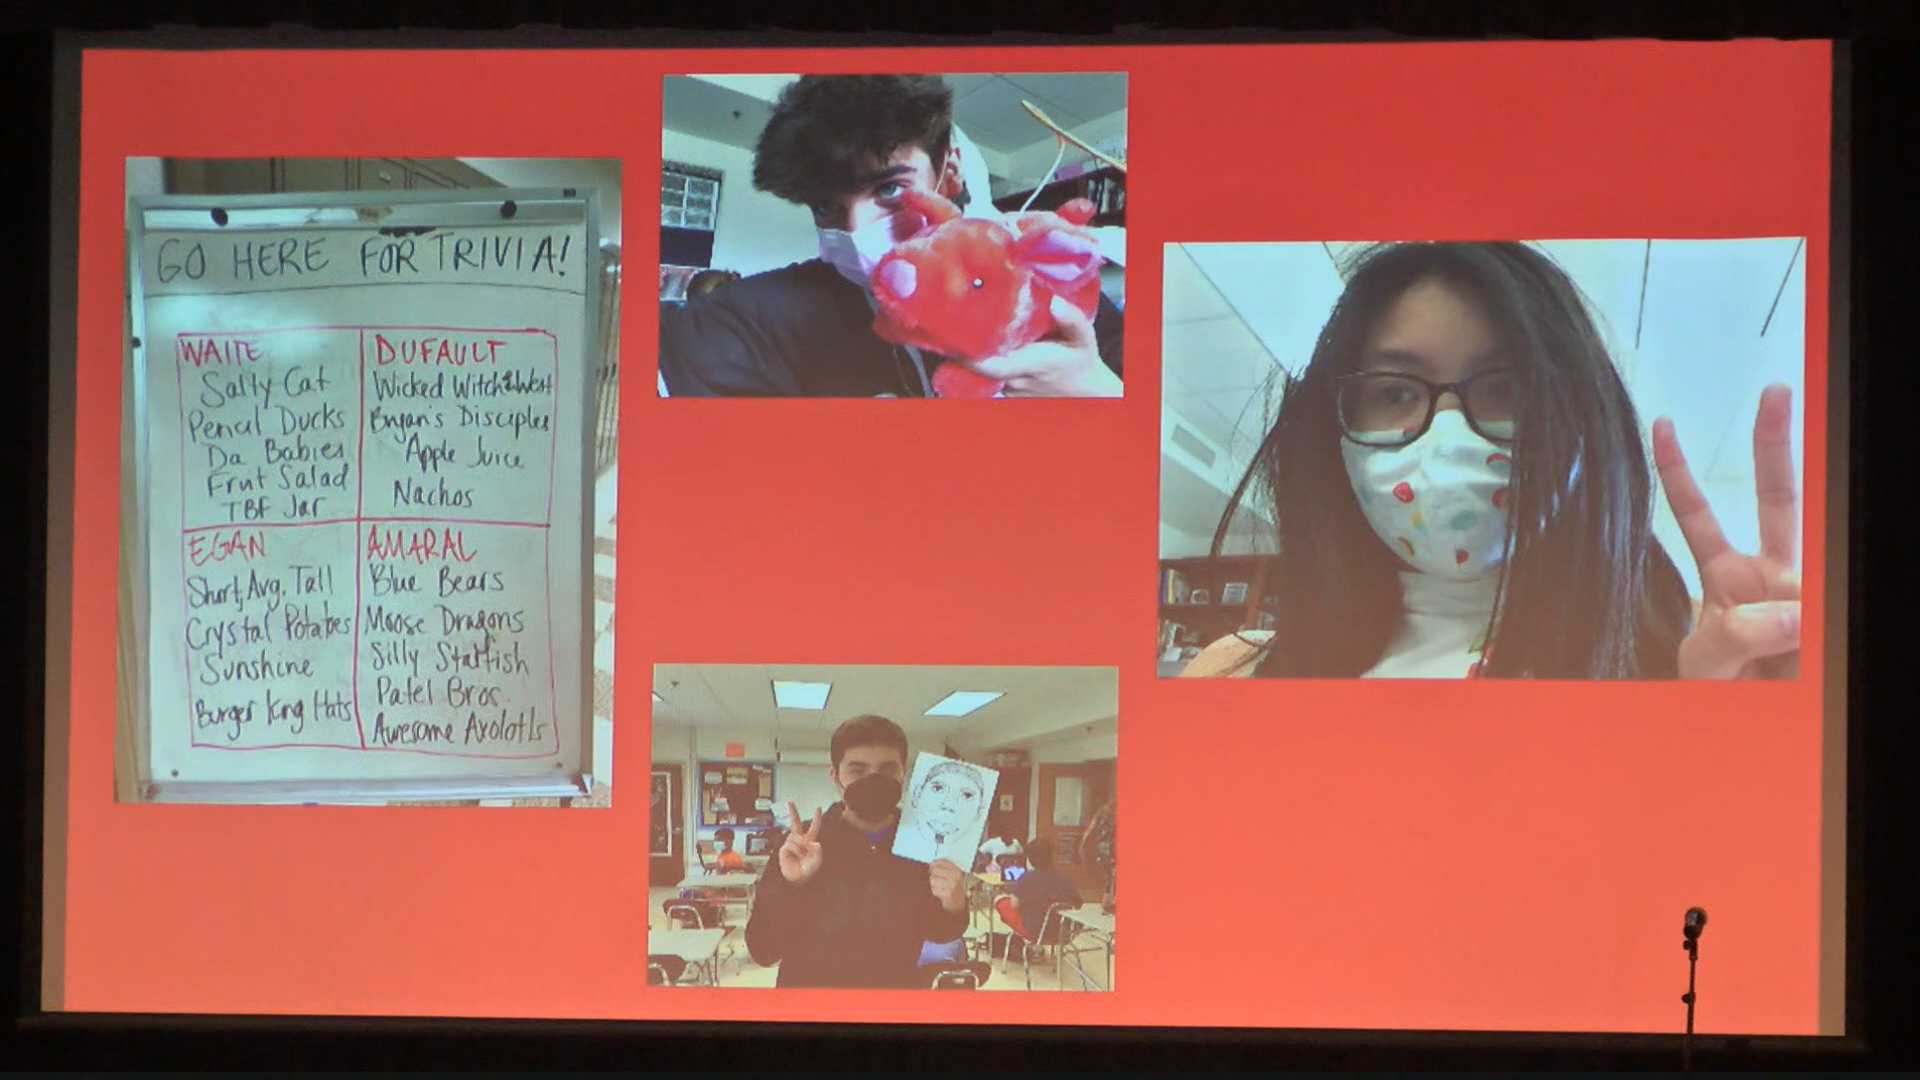 GO HERE FOR TRIVIA!
WAITE
Salty Cat
Pencil Ducks
Da Babies
Fruit Salad
TBF Jar
DUFAULT
Wicked Witch West
Bryan's Disciples
Apple Juice
Nachos
EGAN
Short, Avg. Tall
Crystal Potatoes
Sunshine
Burger King Hats
AMARAL
Blue Bears
Moose Dragons
Silly Starfish
Patel Bros.
Awesome Axolotls